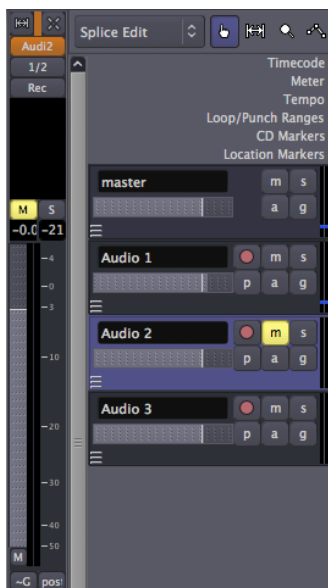 Splice Edit
Audi2
1/2
Rec
Timecode
Meter
Tempo
Loop/Punch Ranges
CD Markers
Location Markers
master m s
a g
M S
-0.0 -21
-4
-0
-3
-10
-20
-30
-40
-50
M
~G post
Audio 1 m s
p a g
Audio 2 m s
p a g
Audio 3 m s
p a g